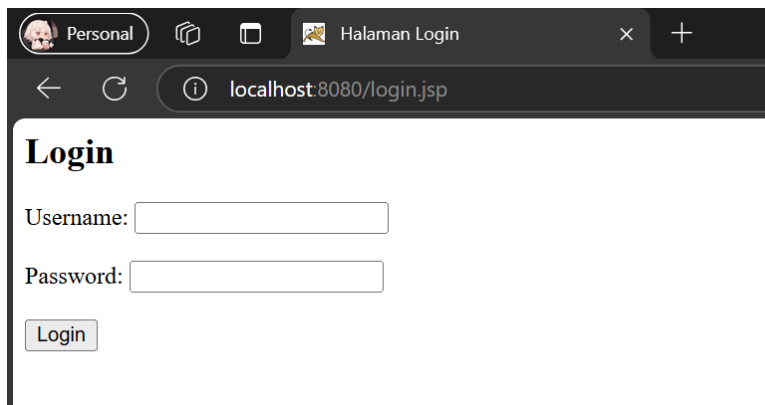 Personal
Halaman Login
localhost:8080/login.jsp
Login
Username:
Password:
Login